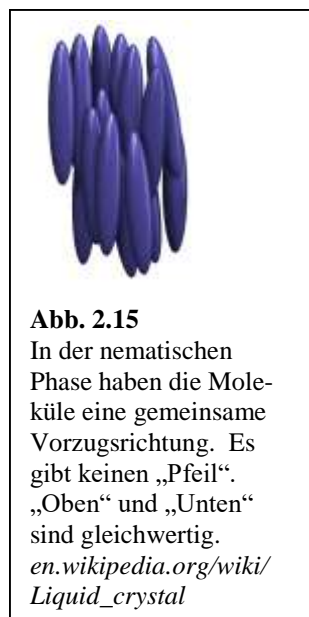 Abb. 2.15
In der nematischen
Phase haben die Mole-
küle eine gemeinsame
Vorzugsrichtung.  Es
gibt keinen „Pfeil“.
„Oben“ und „Unten“
sind gleichwertig.
en.wikipedia.org/wiki/
Liquid_crystal